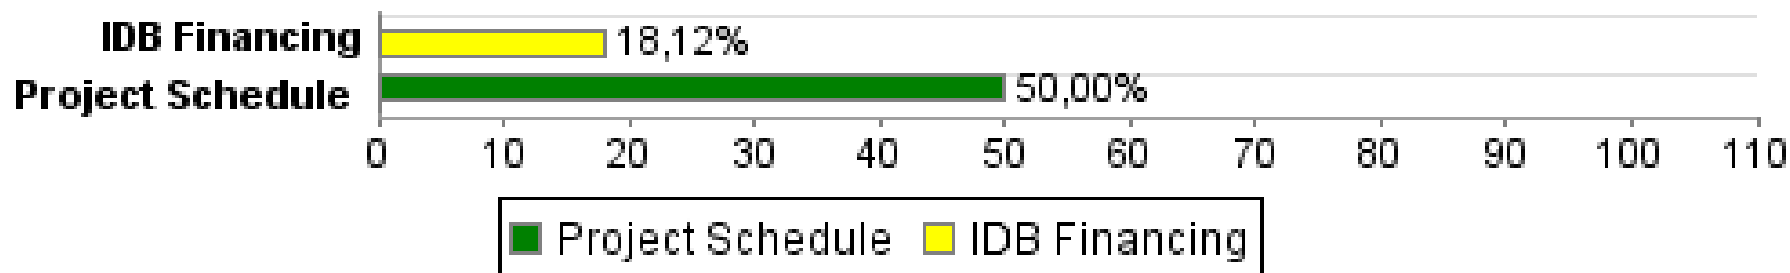 IDB Financing 18,12%
Project Schedule 50,00%
0 10 20 30 40 50 60 70 80 90 100 110
Project Schedule IDB Financing